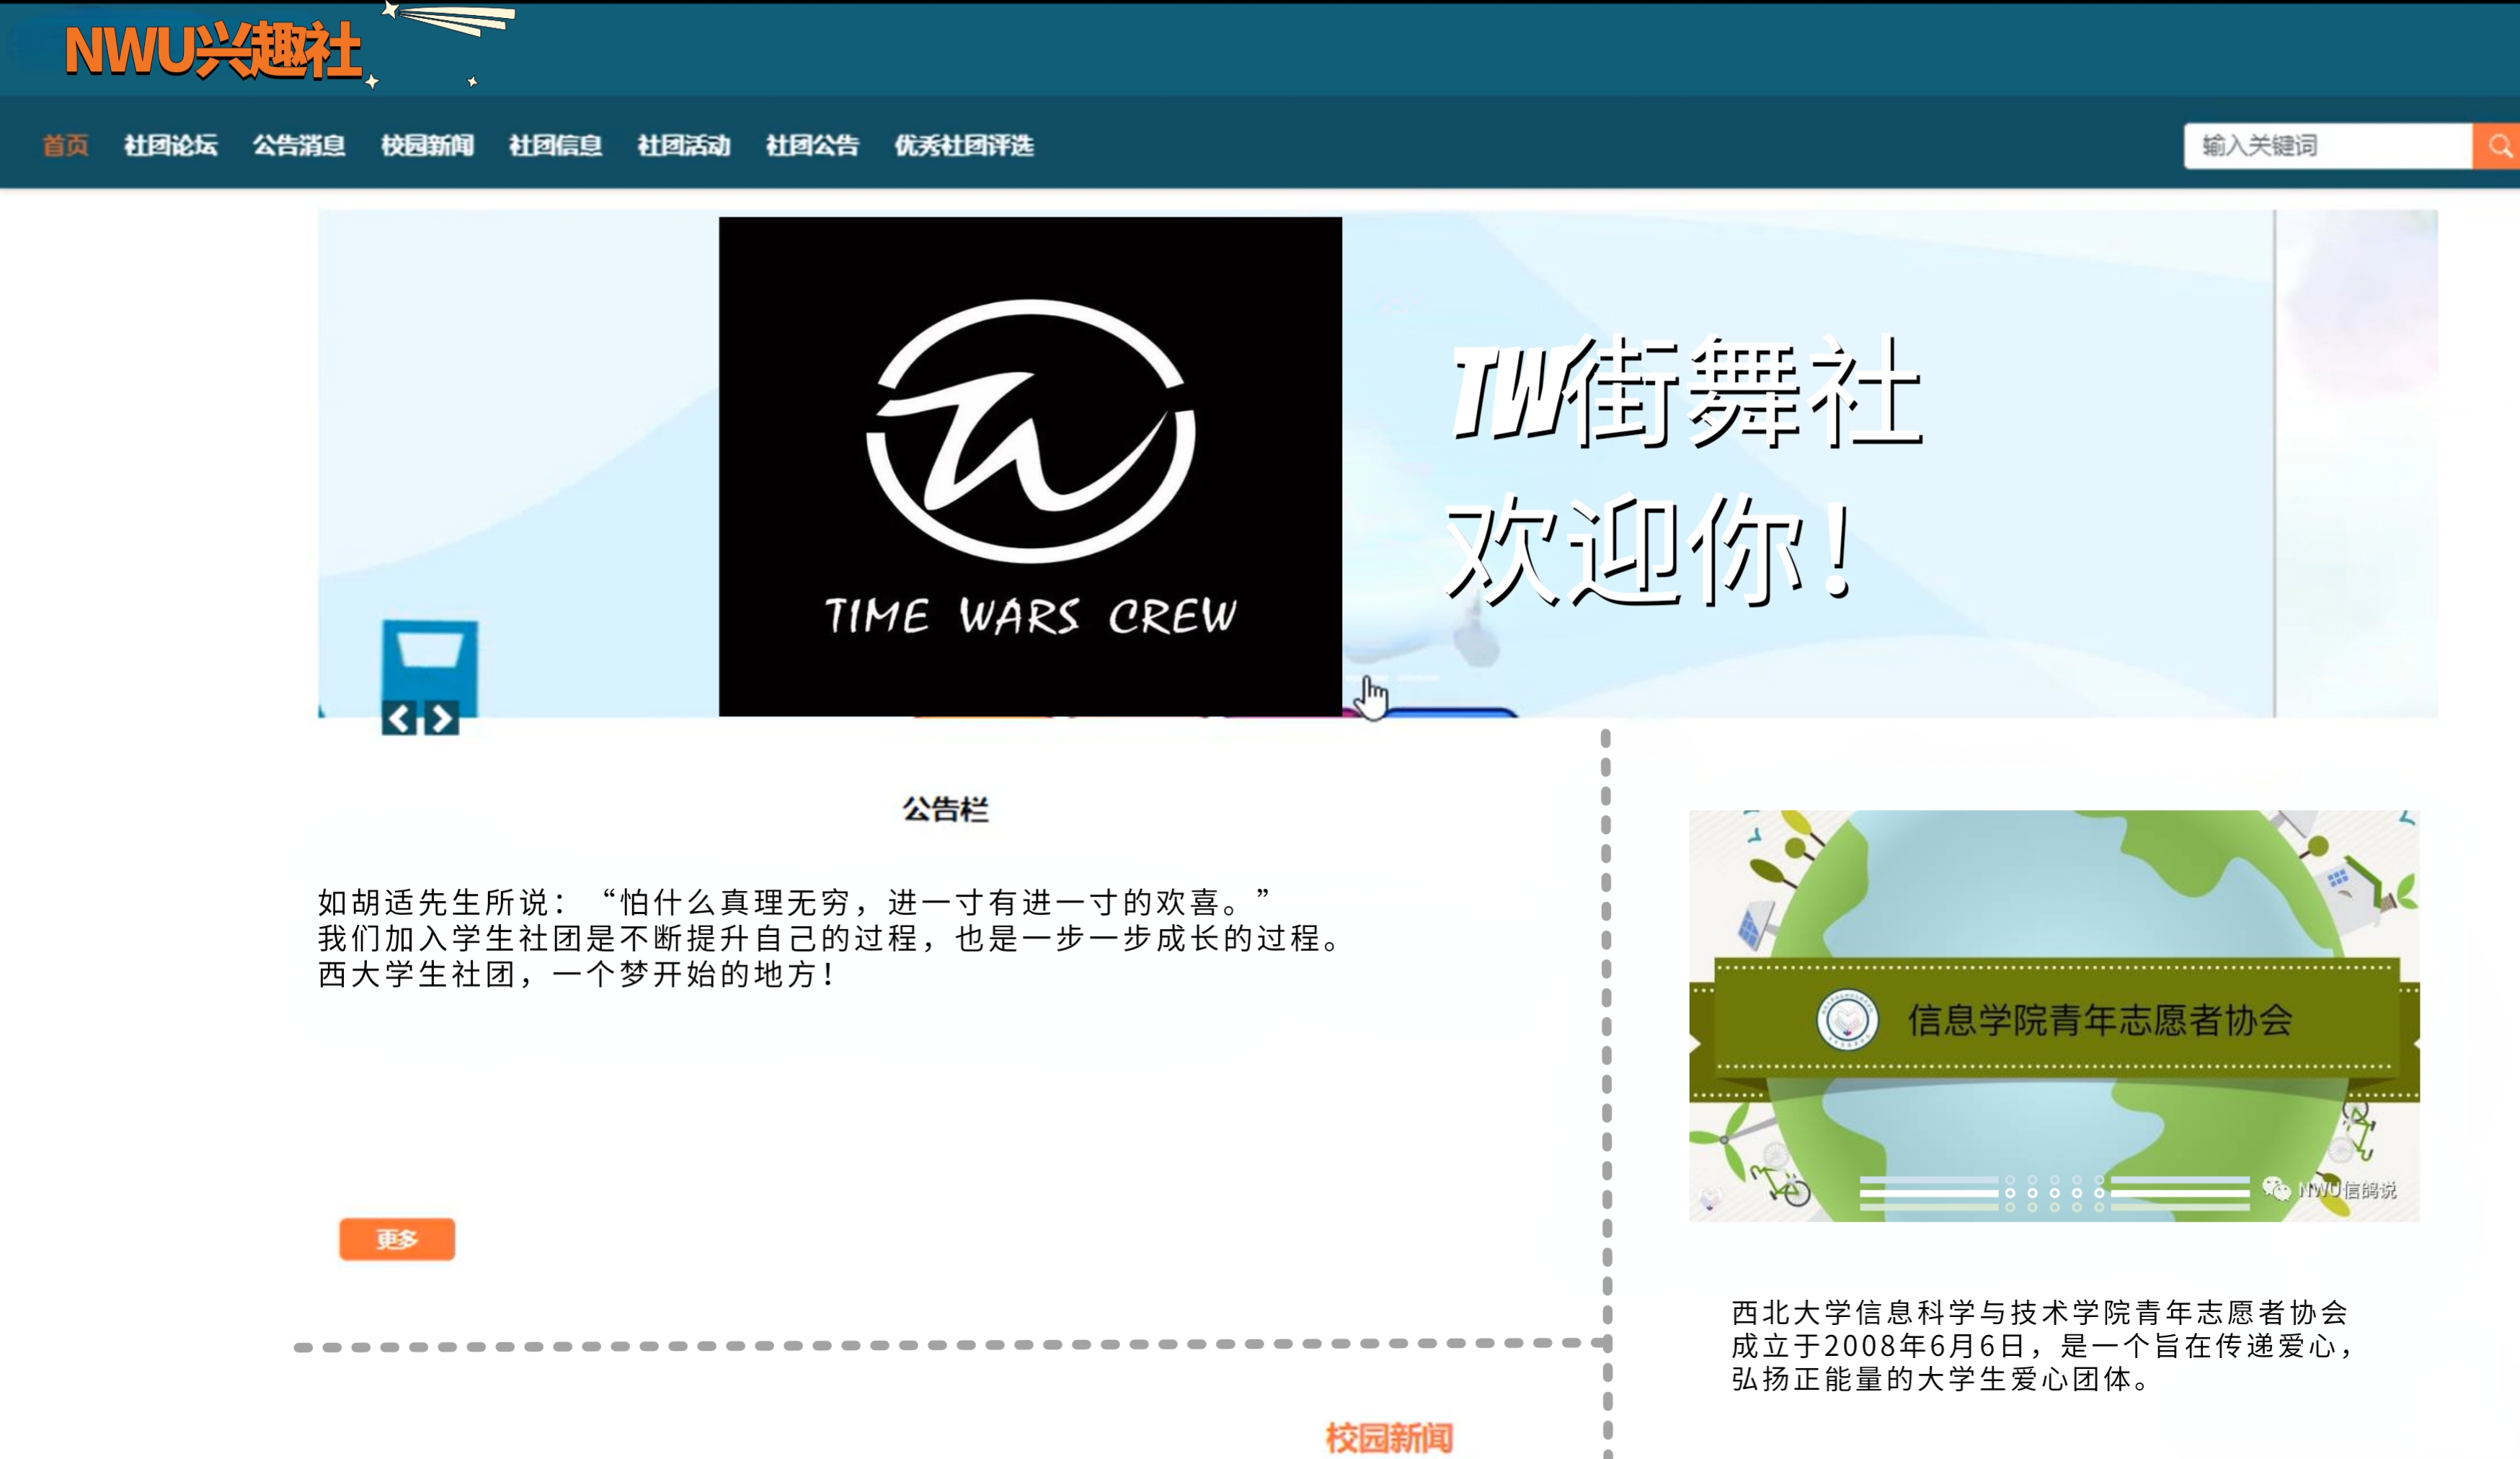 NWU兴趣社
首页 社团论坛 公告消息 校园新闻 社团信息 社团活动 社团公告 优秀社团评选
输入关键词
TW
TIME WARS CREW
TW街舞社
欢迎你！
公告栏
如胡适先生所说：“怕什么真理无穷，进一寸有进一寸的欢喜。”
我们加入学生社团是不断提升自己的过程，也是一步一步成长的过程。
西大学生社团，一个梦开始的地方！
更多
信息学院青年志愿者协会
NWU信鸽说
西北大学信息科学与技术学院青年志愿者协会
成立于2008年6月6日，是一个旨在传递爱心，
弘扬正能量的大学生爱心团体。
校园新闻